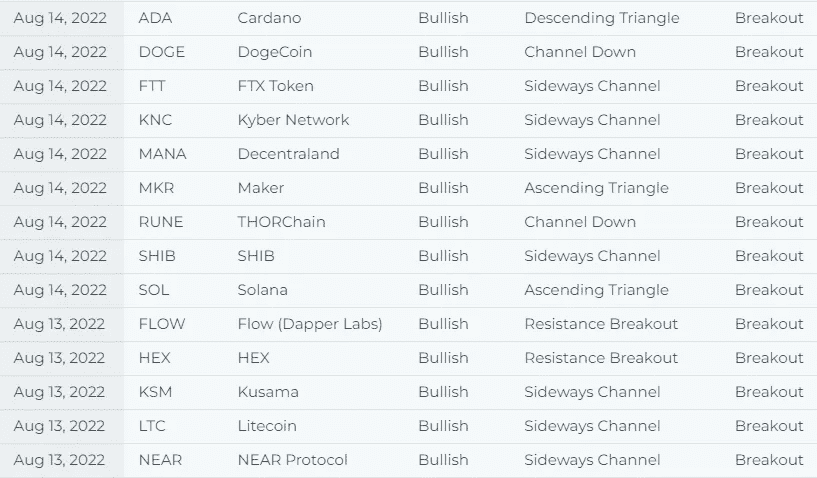 Aug 14, 2022 ADA Cardano Bullish Descending Triangle Breakout
Aug 14, 2022 DOGE DogeCoin Bullish Channel Down Breakout
Aug 14, 2022 FTT FTX Token Bullish Sideways Channel Breakout
Aug 14, 2022 KNC Kyber Network Bullish Sideways Channel Breakout
Aug 14, 2022 MANA Decentraland Bullish Sideways Channel Breakout
Aug 14, 2022 MKR Maker Bullish Ascending Triangle Breakout
Aug 14, 2022 RUNE THORChain Bullish Channel Down Breakout
Aug 14, 2022 SHIB SHIB Bullish Sideways Channel Breakout
Aug 14, 2022 SOL Solana Bullish Ascending Triangle Breakout
Aug 13, 2022 FLOW Flow (Dapper Labs) Bullish Resistance Breakout Breakout
Aug 13, 2022 HEX HEX Bullish Resistance Breakout Breakout
Aug 13, 2022 KSM Kusama Bullish Sideways Channel Breakout
Aug 13, 2022 LTC Litecoin Bullish Sideways Channel Breakout
Aug 13, 2022 NEAR NEAR Protocol Bullish Sideways Channel Breakout